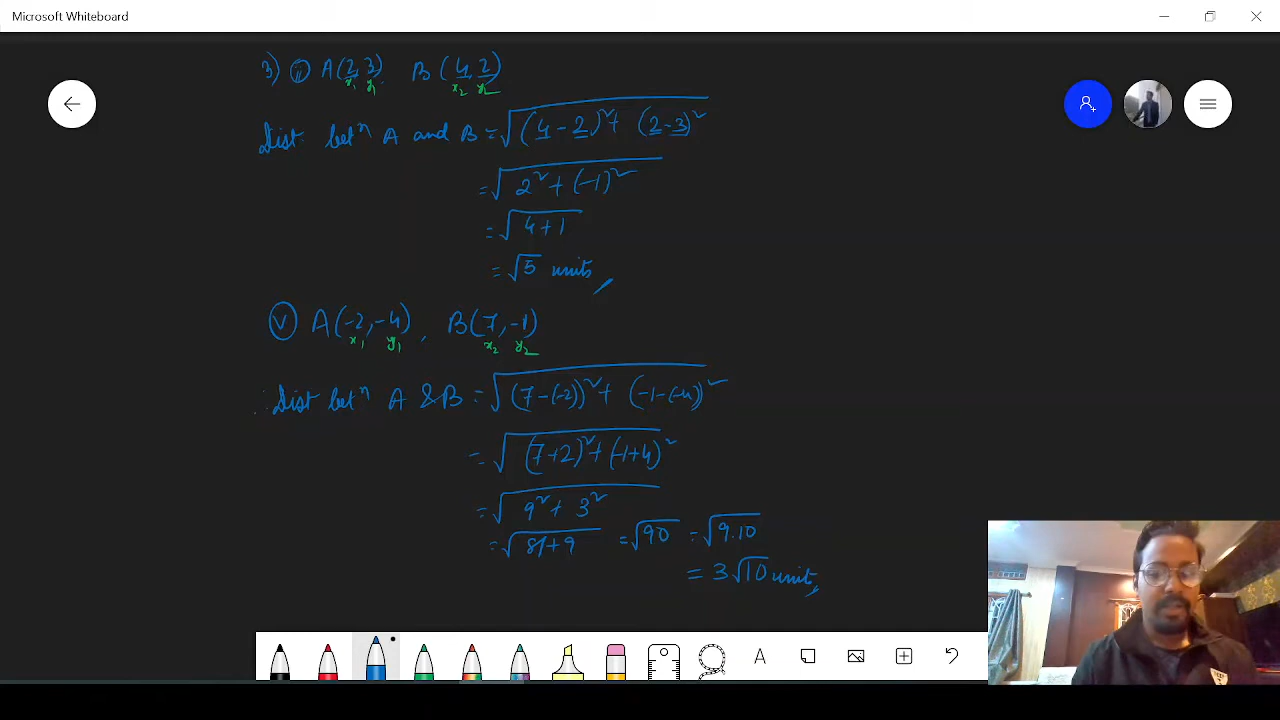 Microsoft Whiteboard
3) ii A(2,3) B(4,2)
x₁ y₁ x₂ y₂
Dist. betⁿ A and B = √((4-2)² + (2-3)²)
= √(2² + (-1)²)
= √(4+1)
= √5 units
V A(-2,-4), B(7,-1)
x₁ y₁ x₂ y₂
∴ Dist betⁿ A & B = √((7-(-2))² + (-1-(-4))²)
= √((7+2)² + (-1+4)²)
= √(9² + 3²)
= √(81+9) = √90 = √(9.10)
= 3√10 units
A